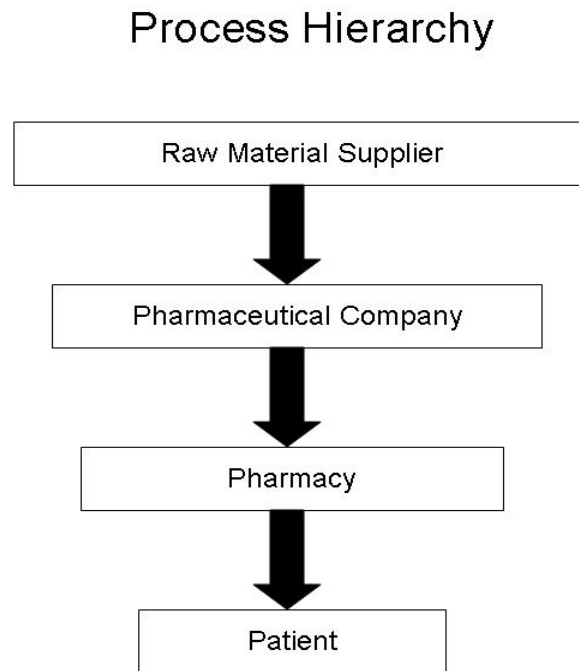 Process Hierarchy
Raw Material Supplier
Pharmaceutical Company
Pharmacy
Patient